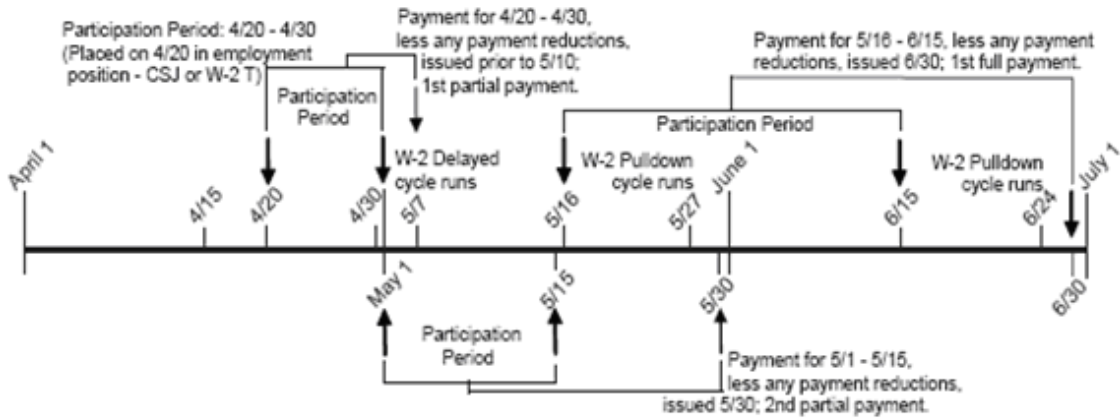 Participation Period: 4/20 - 4/30
(Placed on 4/20 in employment
position - CSJ or W-2 T)
Participation
Period
Payment for 4/20 - 4/30,
less any payment reductions,
issued prior to 5/10;
1st partial payment.
Payment for 5/16 - 6/15, less any payment
reductions, issued 6/30; 1st full payment.
Participation Period
W-2 Delayed
cycle runs
W-2 Pulldown
cycle runs
W-2 Pulldown
cycle runs
April 1
4/15
4/20
4/30
5/7
5/16
5/27
June 1
6/15
6/24
July 1
May 1
5/15
5/30
6/30
Participation
Period
Payment for 5/1 - 5/15,
less any payment reductions,
issued 5/30; 2nd partial payment.